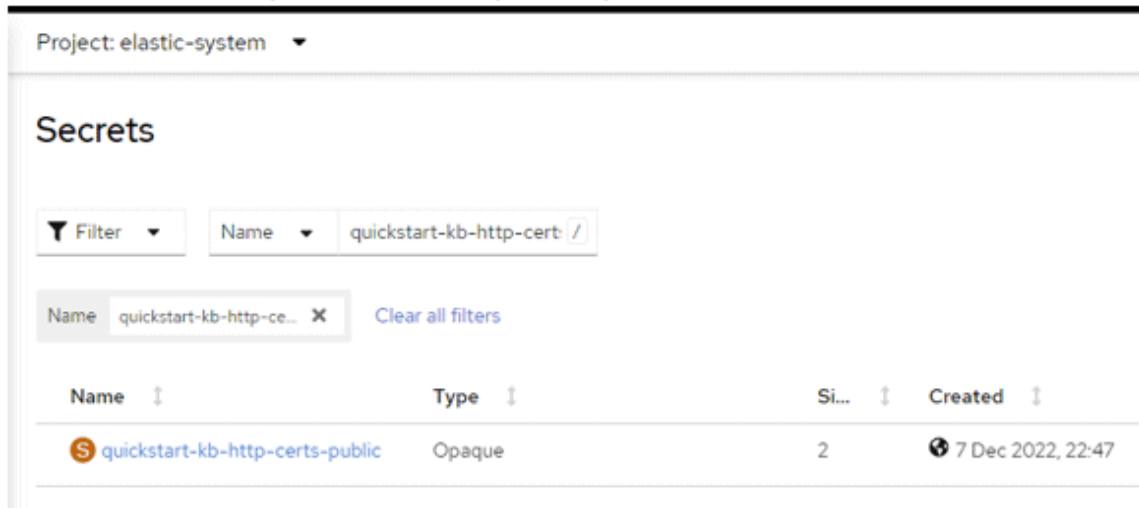 Project: elastic-system
Secrets
Filter Name quickstart-kb-http-cert: /
Name quickstart-kb-http-ce... Clear all filters
Name Type Si... Created
S quickstart-kb-http-certs-public Opaque 2 7 Dec 2022, 22:47